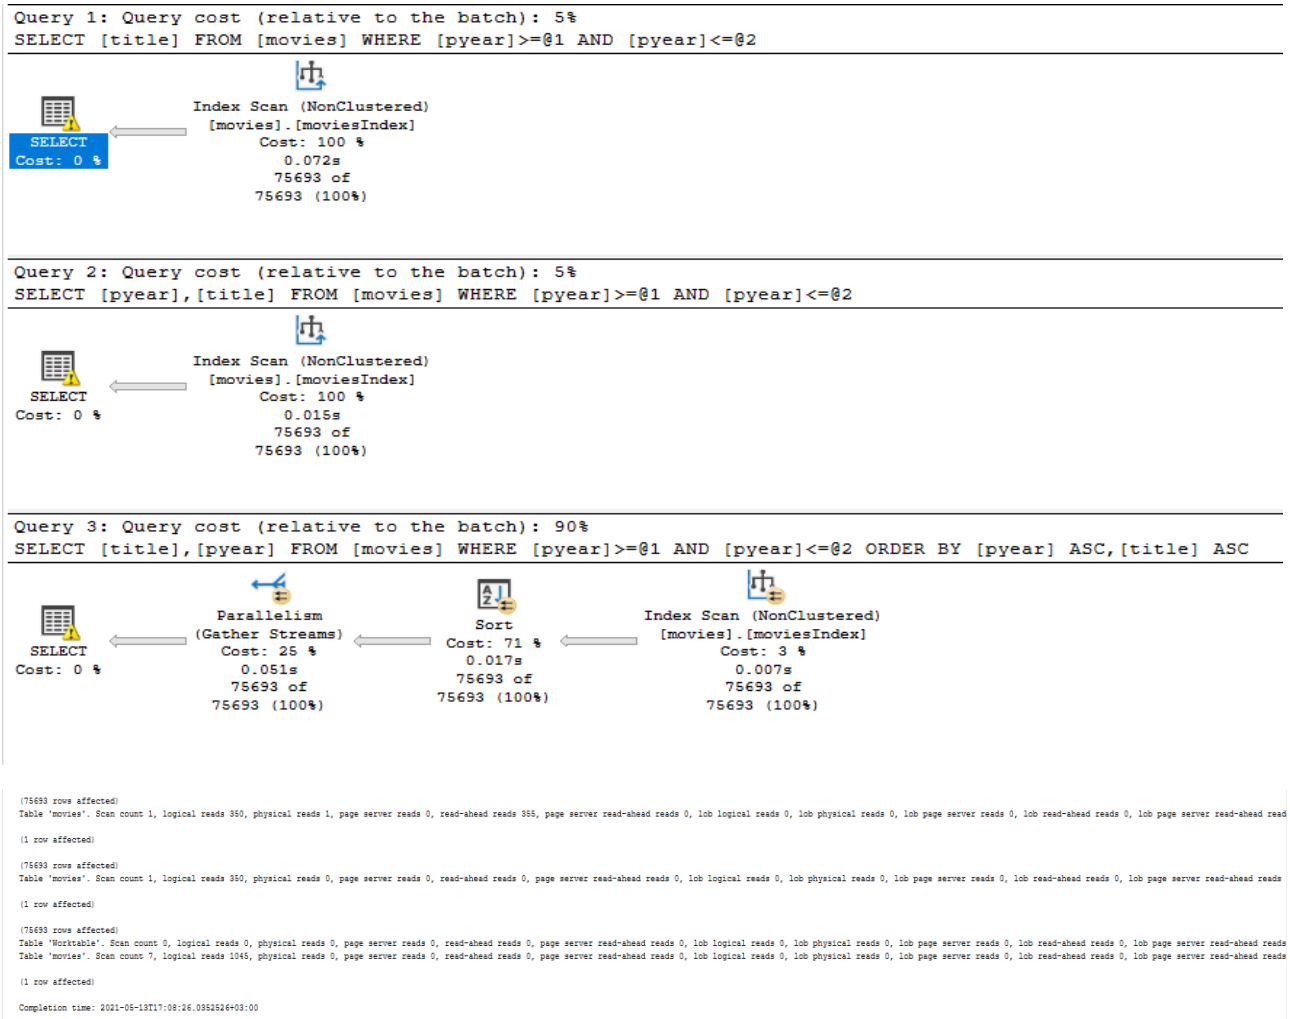 Query 1: Query cost (relative to the batch): 5%
SELECT [title] FROM [movies] WHERE [pyear]>=@1 AND [pyear]<=@2
Index Scan (NonClustered)
[movies].[moviesIndex]
Cost: 100 %
0.072s
75693 of
75693 (100%)
SELECT
Cost: 0 %
Query 2: Query cost (relative to the batch): 5%
SELECT [pyear],[title] FROM [movies] WHERE [pyear]>=@1 AND [pyear]<=@2
Index Scan (NonClustered)
[movies].[moviesIndex]
Cost: 100 %
0.015s
75693 of
75693 (100%)
SELECT
Cost: 0 %
Query 3: Query cost (relative to the batch): 90%
SELECT [title],[pyear] FROM [movies] WHERE [pyear]>=@1 AND [pyear]<=@2 ORDER BY [pyear] ASC,[title] ASC
SELECT
Cost: 0 %
Parallelism
(Gather Streams)
Cost: 25 %
0.051s
75693 of
75693 (100%)
Sort
Cost: 71 %
0.017s
75693 of
75693 (100%)
Index Scan (NonClustered)
[movies].[moviesIndex]
Cost: 3 %
0.007s
75693 of
75693 (100%)
(75693 rows affected)
Table 'movies'. Scan count 1, logical reads 350, physical reads 1, page server reads 0, read-ahead reads 355, page server read-ahead reads 0, lob logical reads 0, lob physical reads 0, lob page server reads 0, lob read-ahead reads 0, lob page server read-ahead read
(1 row affected)
(75693 rows affected)
Table 'movies'. Scan count 1, logical reads 350, physical reads 0, page server reads 0, read-ahead reads 0, page server read-ahead reads 0, lob logical reads 0, lob physical reads 0, lob page server reads 0, lob read-ahead reads 0, lob page server read-ahead reads
(1 row affected)
(75693 rows affected)
Table 'Worktable'. Scan count 0, logical reads 0, physical reads 0, page server reads 0, read-ahead reads 0, page server read-ahead reads 0, lob logical reads 0, lob physical reads 0, lob page server reads 0, lob read-ahead reads 0, lob page server read-ahead reads
Table 'movies'. Scan count 7, logical reads 1045, physical reads 0, page server reads 0, read-ahead reads 0, page server read-ahead reads 0, lob logical reads 0, lob physical reads 0, lob page server reads 0, lob read-ahead reads 0, lob page server read-ahead reads
(1 row affected)
Completion time: 2021-05-13T17:08:26.0352526+03:00